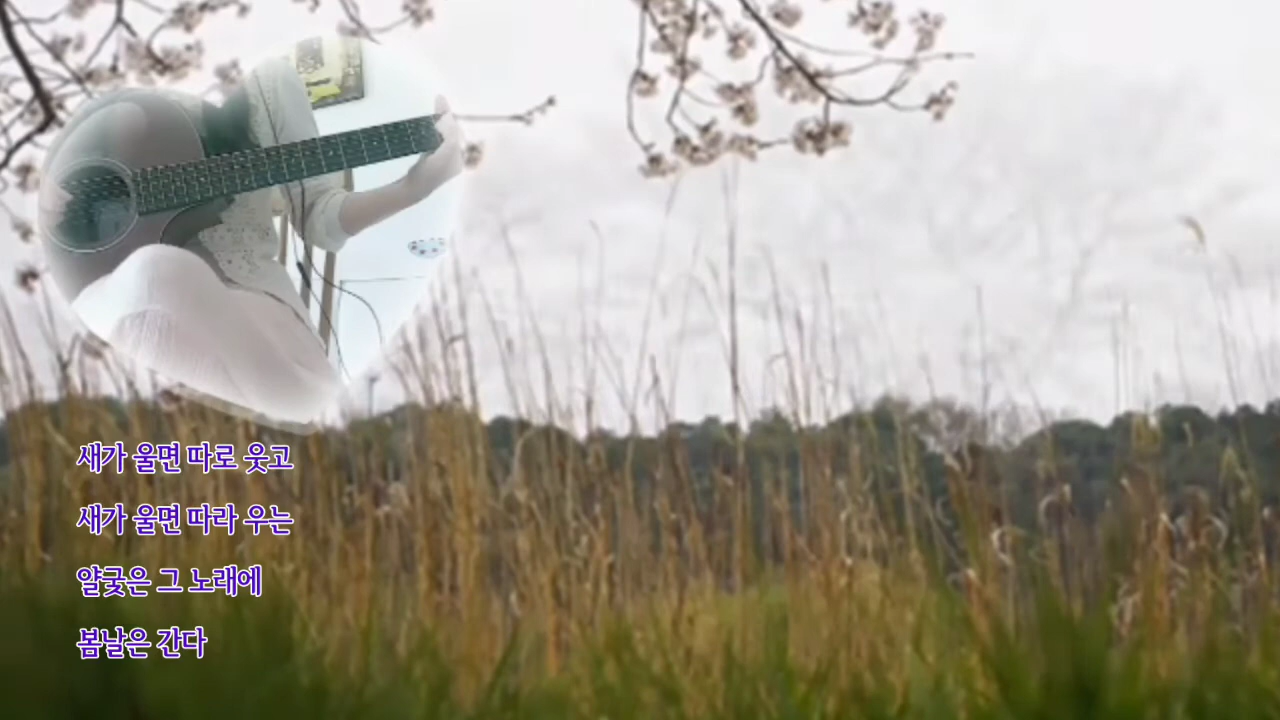 새가 울면 따로 웃고
새가 울면 따라 우는
얄궂은 그 노래에
봄날은 간다